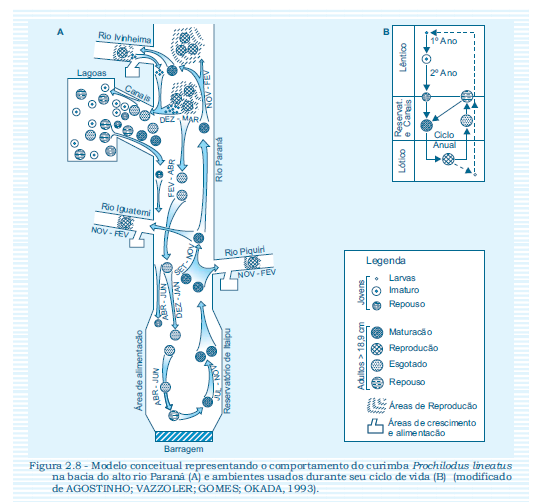 A
Rio Ivinheima
Lagoas
Canais
NOV - FEV
DEZ - MAR
FEV - ABR
Rio Paraná
Rio Iguatemi
NOV - FEV
Rio Piquiri
NOV - FEV
SET - NOV
ABR - JUN
DEZ - JAN
Área de alimentação
ABR - JUN
JUL - NOV
Reservatório de Itaipu
Barragem
B
Lêntico
1º Ano
2º Ano
Reservat.
e Canais
Ciclo
Anual
Lótico
Legenda
Jovens
Larvas
Imaturo
Repouso
Adultos > 18,9 cm
Maturacão
Reprodução
Esgotado
Repouso
Áreas de Reprodução
Áreas de crescimento
e alimentação
Figura 2.8 - Modelo conceitual representando o comportamento do curimba Prochilodus lineatus
na bacia do alto rio Paraná (A) e ambientes usados durante seu ciclo de vida (B) (modificado
de AGOSTINHO; VAZZOLER; GOMES; OKADA, 1993).